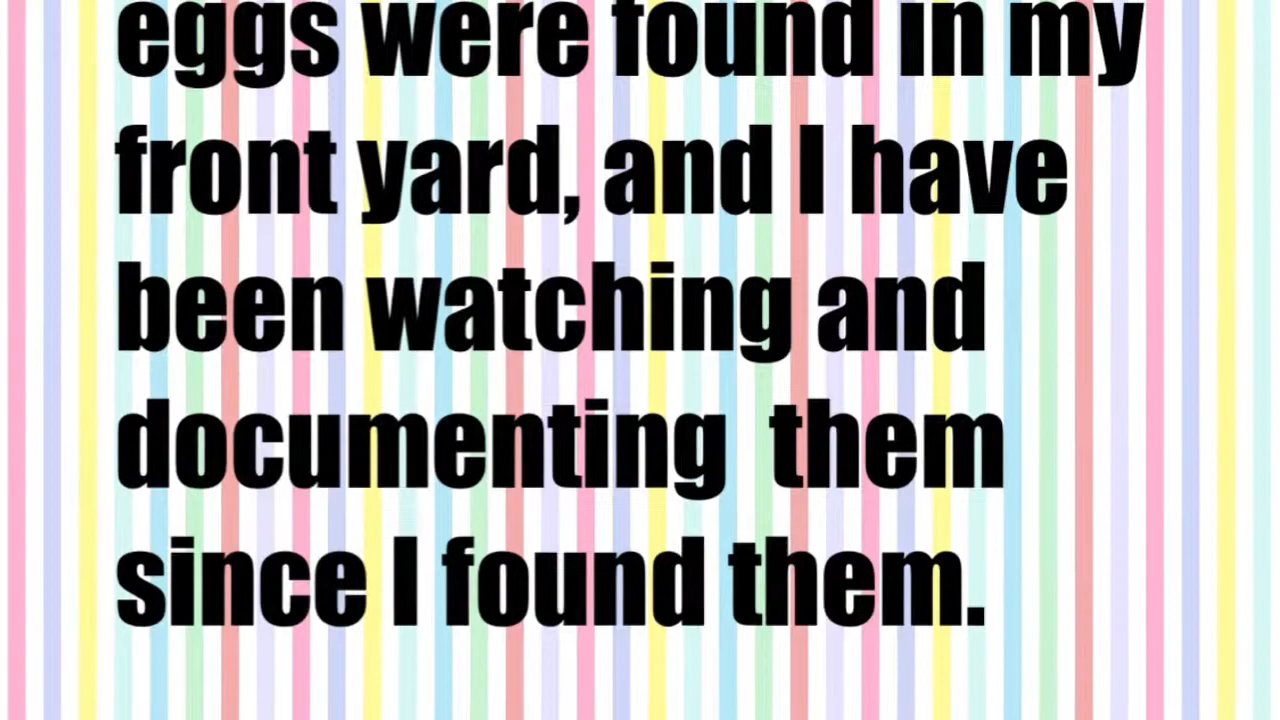 eggs were found in my
front yard, and I have
been watching and
documenting  them
since I found them.